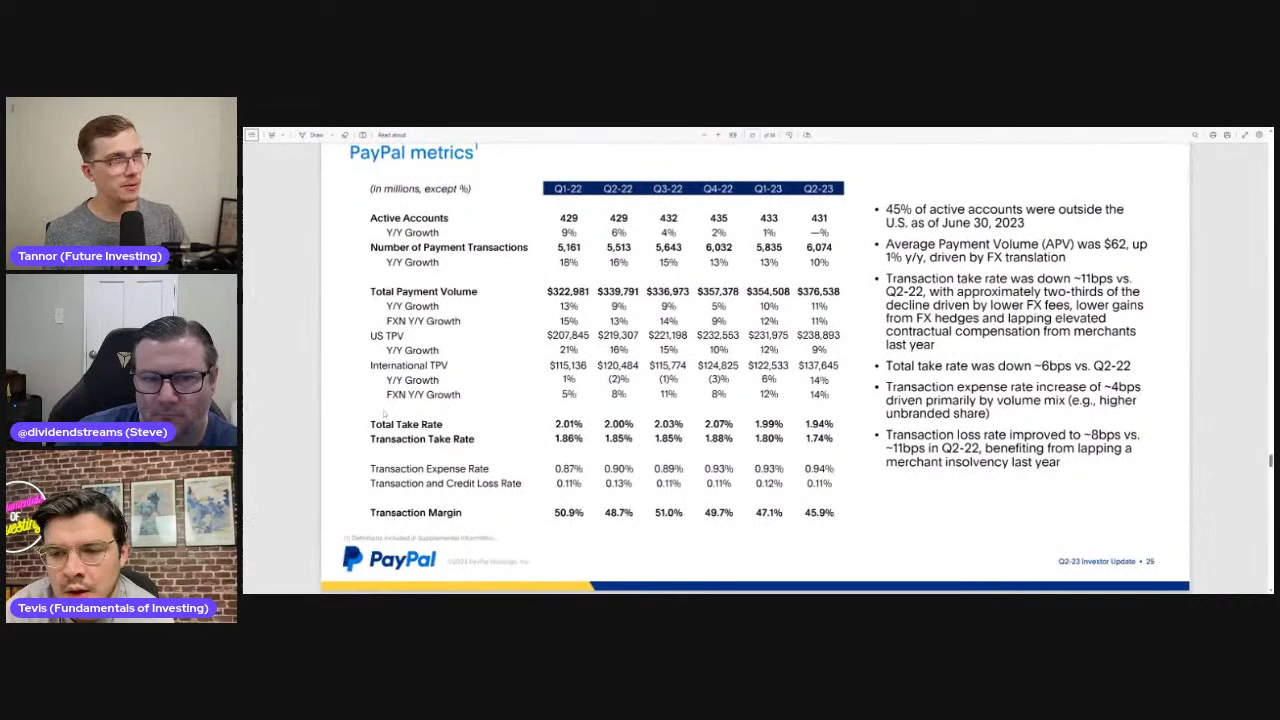 Tannor (Future Investing)
@dividendstreams (Steve)
OF
Tevis (Fundamentals of Investing)
Draw
Read aloud
PayPal metrics¹
(in millions, except %) Q1-22 Q2-22 Q3-22 Q4-22 Q1-23 Q2-23
Active Accounts 429 429 432 435 433 431
Y/Y Growth 9% 6% 4% 2% 1% —%
Number of Payment Transactions 5,161 5,513 5,643 6,032 5,835 6,074
Y/Y Growth 18% 16% 15% 13% 13% 10%
Total Payment Volume $322,981 $339,791 $336,973 $357,378 $354,508 $376,538
Y/Y Growth 13% 9% 9% 5% 10% 11%
FXN Y/Y Growth 15% 13% 14% 9% 12% 11%
US TPV $207,845 $219,307 $221,198 $232,553 $231,975 $238,893
Y/Y Growth 21% 16% 15% 10% 12% 9%
International TPV $115,136 $120,484 $115,774 $124,825 $122,533 $137,645
Y/Y Growth 1% (2)% (1)% (3)% 6% 14%
FXN Y/Y Growth 5% 8% 11% 8% 12% 14%
Total Take Rate 2.01% 2.00% 2.03% 2.07% 1.99% 1.94%
Transaction Take Rate 1.86% 1.85% 1.85% 1.88% 1.80% 1.74%
Transaction Expense Rate 0.87% 0.90% 0.89% 0.93% 0.93% 0.94%
Transaction and Credit Loss Rate 0.11% 0.13% 0.11% 0.11% 0.12% 0.11%
Transaction Margin 50.9% 48.7% 51.0% 49.7% 47.1% 45.9%
• 45% of active accounts were outside the
U.S. as of June 30, 2023
• Average Payment Volume (APV) was $62, up
1% y/y, driven by FX translation
• Transaction take rate was down ~11bps vs.
Q2-22, with approximately two-thirds of the
decline driven by lower FX fees, lower gains
from FX hedges and lapping elevated
contractual compensation from merchants
last year
• Total take rate was down ~6bps vs. Q2-22
• Transaction expense rate increase of ~4bps
driven primarily by volume mix (e.g., higher
unbranded share)
• Transaction loss rate improved to ~8bps vs.
~11bps in Q2-22, benefiting from lapping a
merchant insolvency last year
(1) Definitions included in Supplemental Information.
PayPal
©2023 PayPal Holdings, Inc.
Q2-23 Investor Update • 25